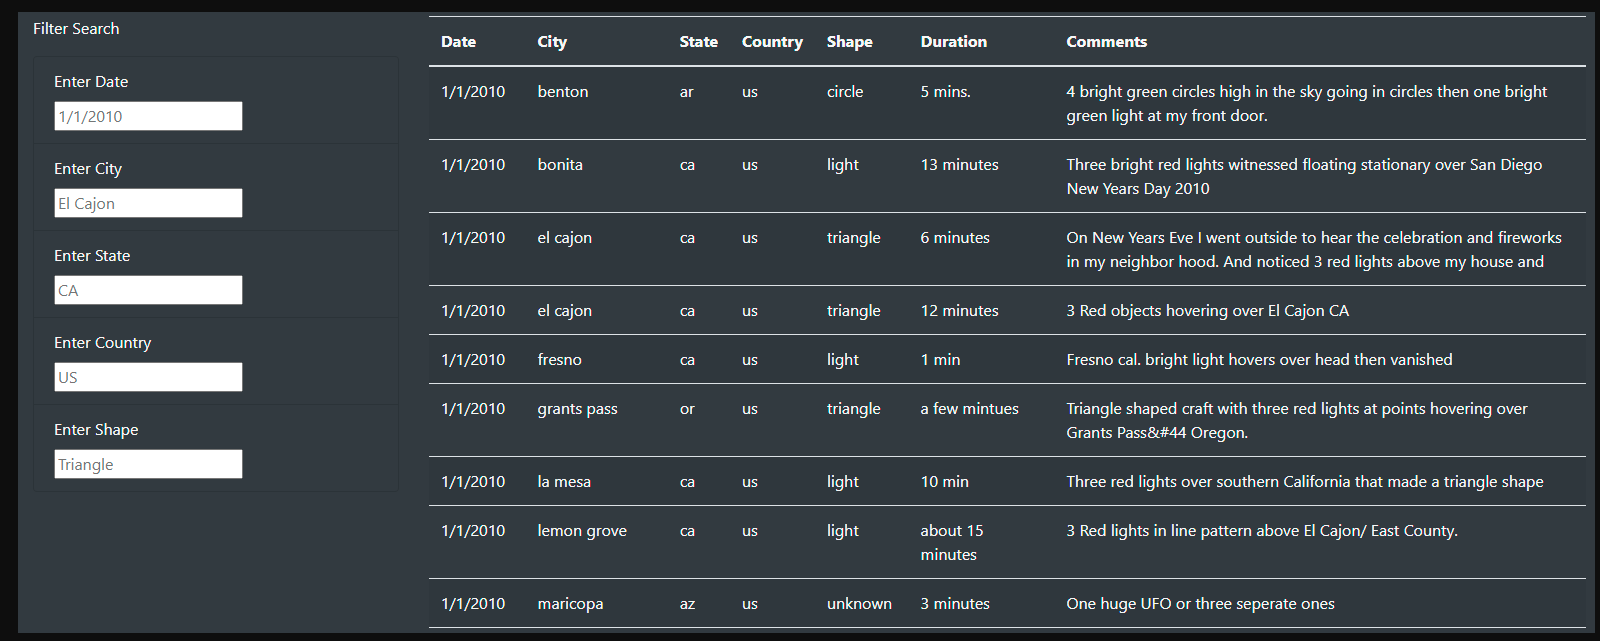 Filter Search
Enter Date
1/1/2010
Enter City
El Cajon
Enter State
CA
Enter Country
US
Enter Shape
Triangle
Date City State Country Shape Duration Comments
1/1/2010 benton ar us circle 5 mins. 4 bright green circles high in the sky going in circles then one bright
green light at my front door.
1/1/2010 bonita ca us light 13 minutes Three bright red lights witnessed floating stationary over San Diego
New Years Day 2010
1/1/2010 el cajon ca us triangle 6 minutes On New Years Eve I went outside to hear the celebration and fireworks
in my neighbor hood. And noticed 3 red lights above my house and
1/1/2010 el cajon ca us triangle 12 minutes 3 Red objects hovering over El Cajon CA
1/1/2010 fresno ca us light 1 min Fresno cal. bright light hovers over head then vanished
1/1/2010 grants pass or us triangle a few mintues Triangle shaped craft with three red lights at points hovering over
Grants Pass&#44 Oregon.
1/1/2010 la mesa ca us light 10 min Three red lights over southern California that made a triangle shape
1/1/2010 lemon grove ca us light about 15 3 Red lights in line pattern above El Cajon/ East County.
minutes
1/1/2010 maricopa az us unknown 3 minutes One huge UFO or three seperate ones